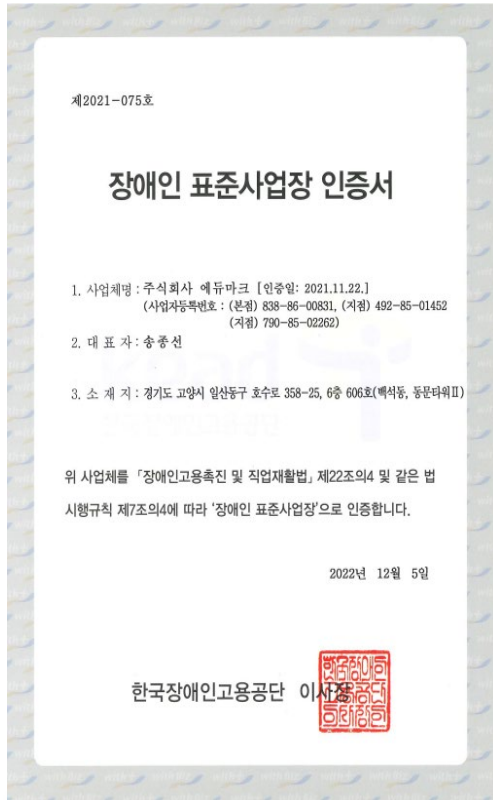 제2021-075호
장애인 표준사업장 인증서
1. 사업체명 : 주식회사 에듀마크 [인증일: 2021.11.22.]
(사업자등록번호 : (본점) 838-86-00831, (지점) 492-85-01452
(지점) 790-85-02262)
2. 대 표 자 : 송종선
3. 소 재 지 : 경기도 고양시 일산동구 호수로 358-25, 6층 606호(백석동, 동문타워Ⅱ)
위 사업체를 「장애인고용촉진 및 직업재활법」 제22조의4 및 같은 법
시행규칙 제7조의4에 따라 '장애인 표준사업장'으로 인증합니다.
2022년 12월 5일
한국장애인고용공단 이사장